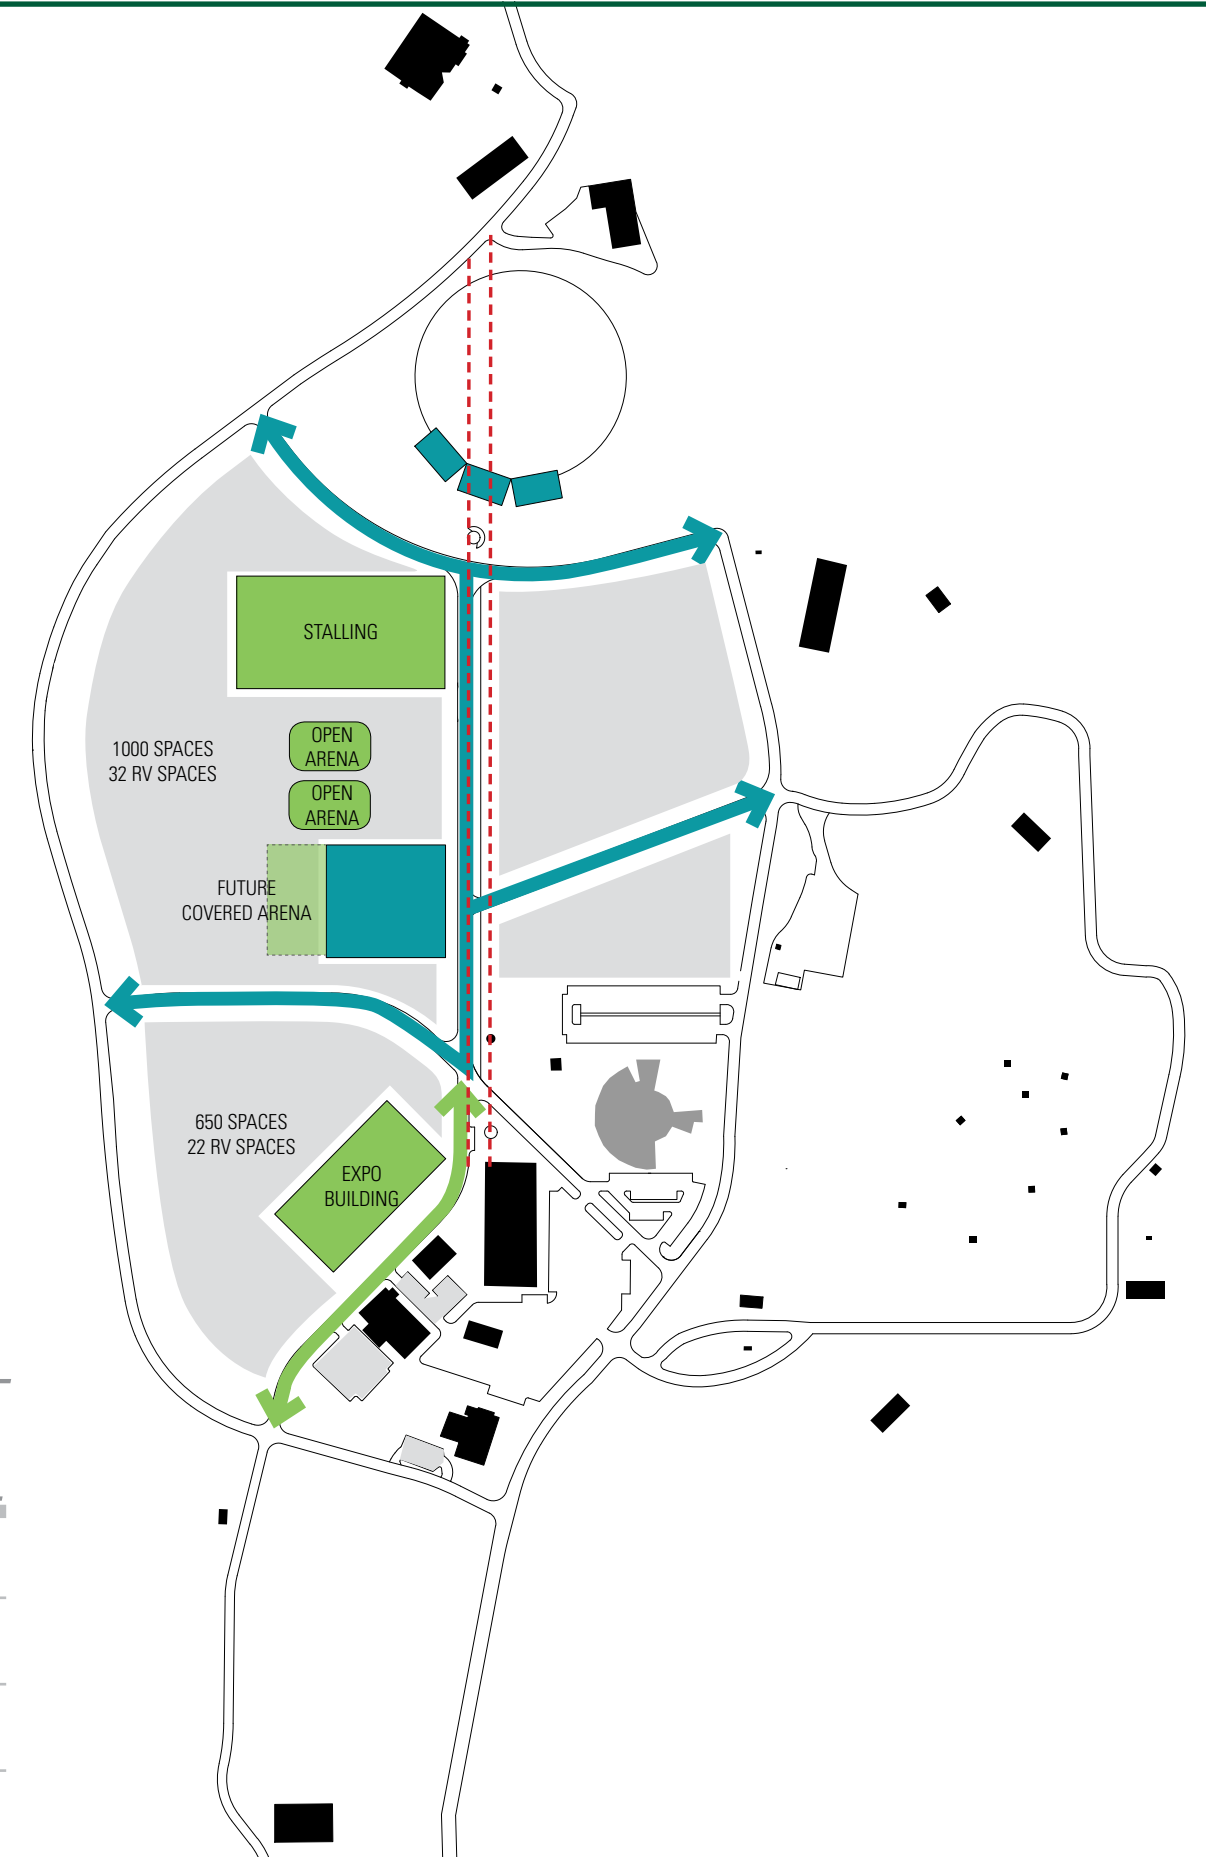 STALLING
OPEN
ARENA
1000 SPACES
32 RV SPACES
OPEN
ARENA
FUTURE
COVERED ARENA
650 SPACES
22 RV SPACES
EXPO
BUILDING